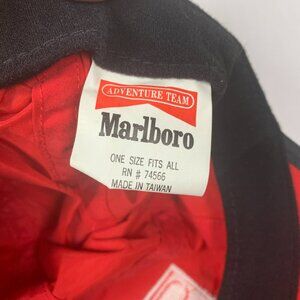 ADVENTURE TEAM
Marlboro
ONE SIZE FITS ALL
RN # 74566
MADE IN TAIWAN